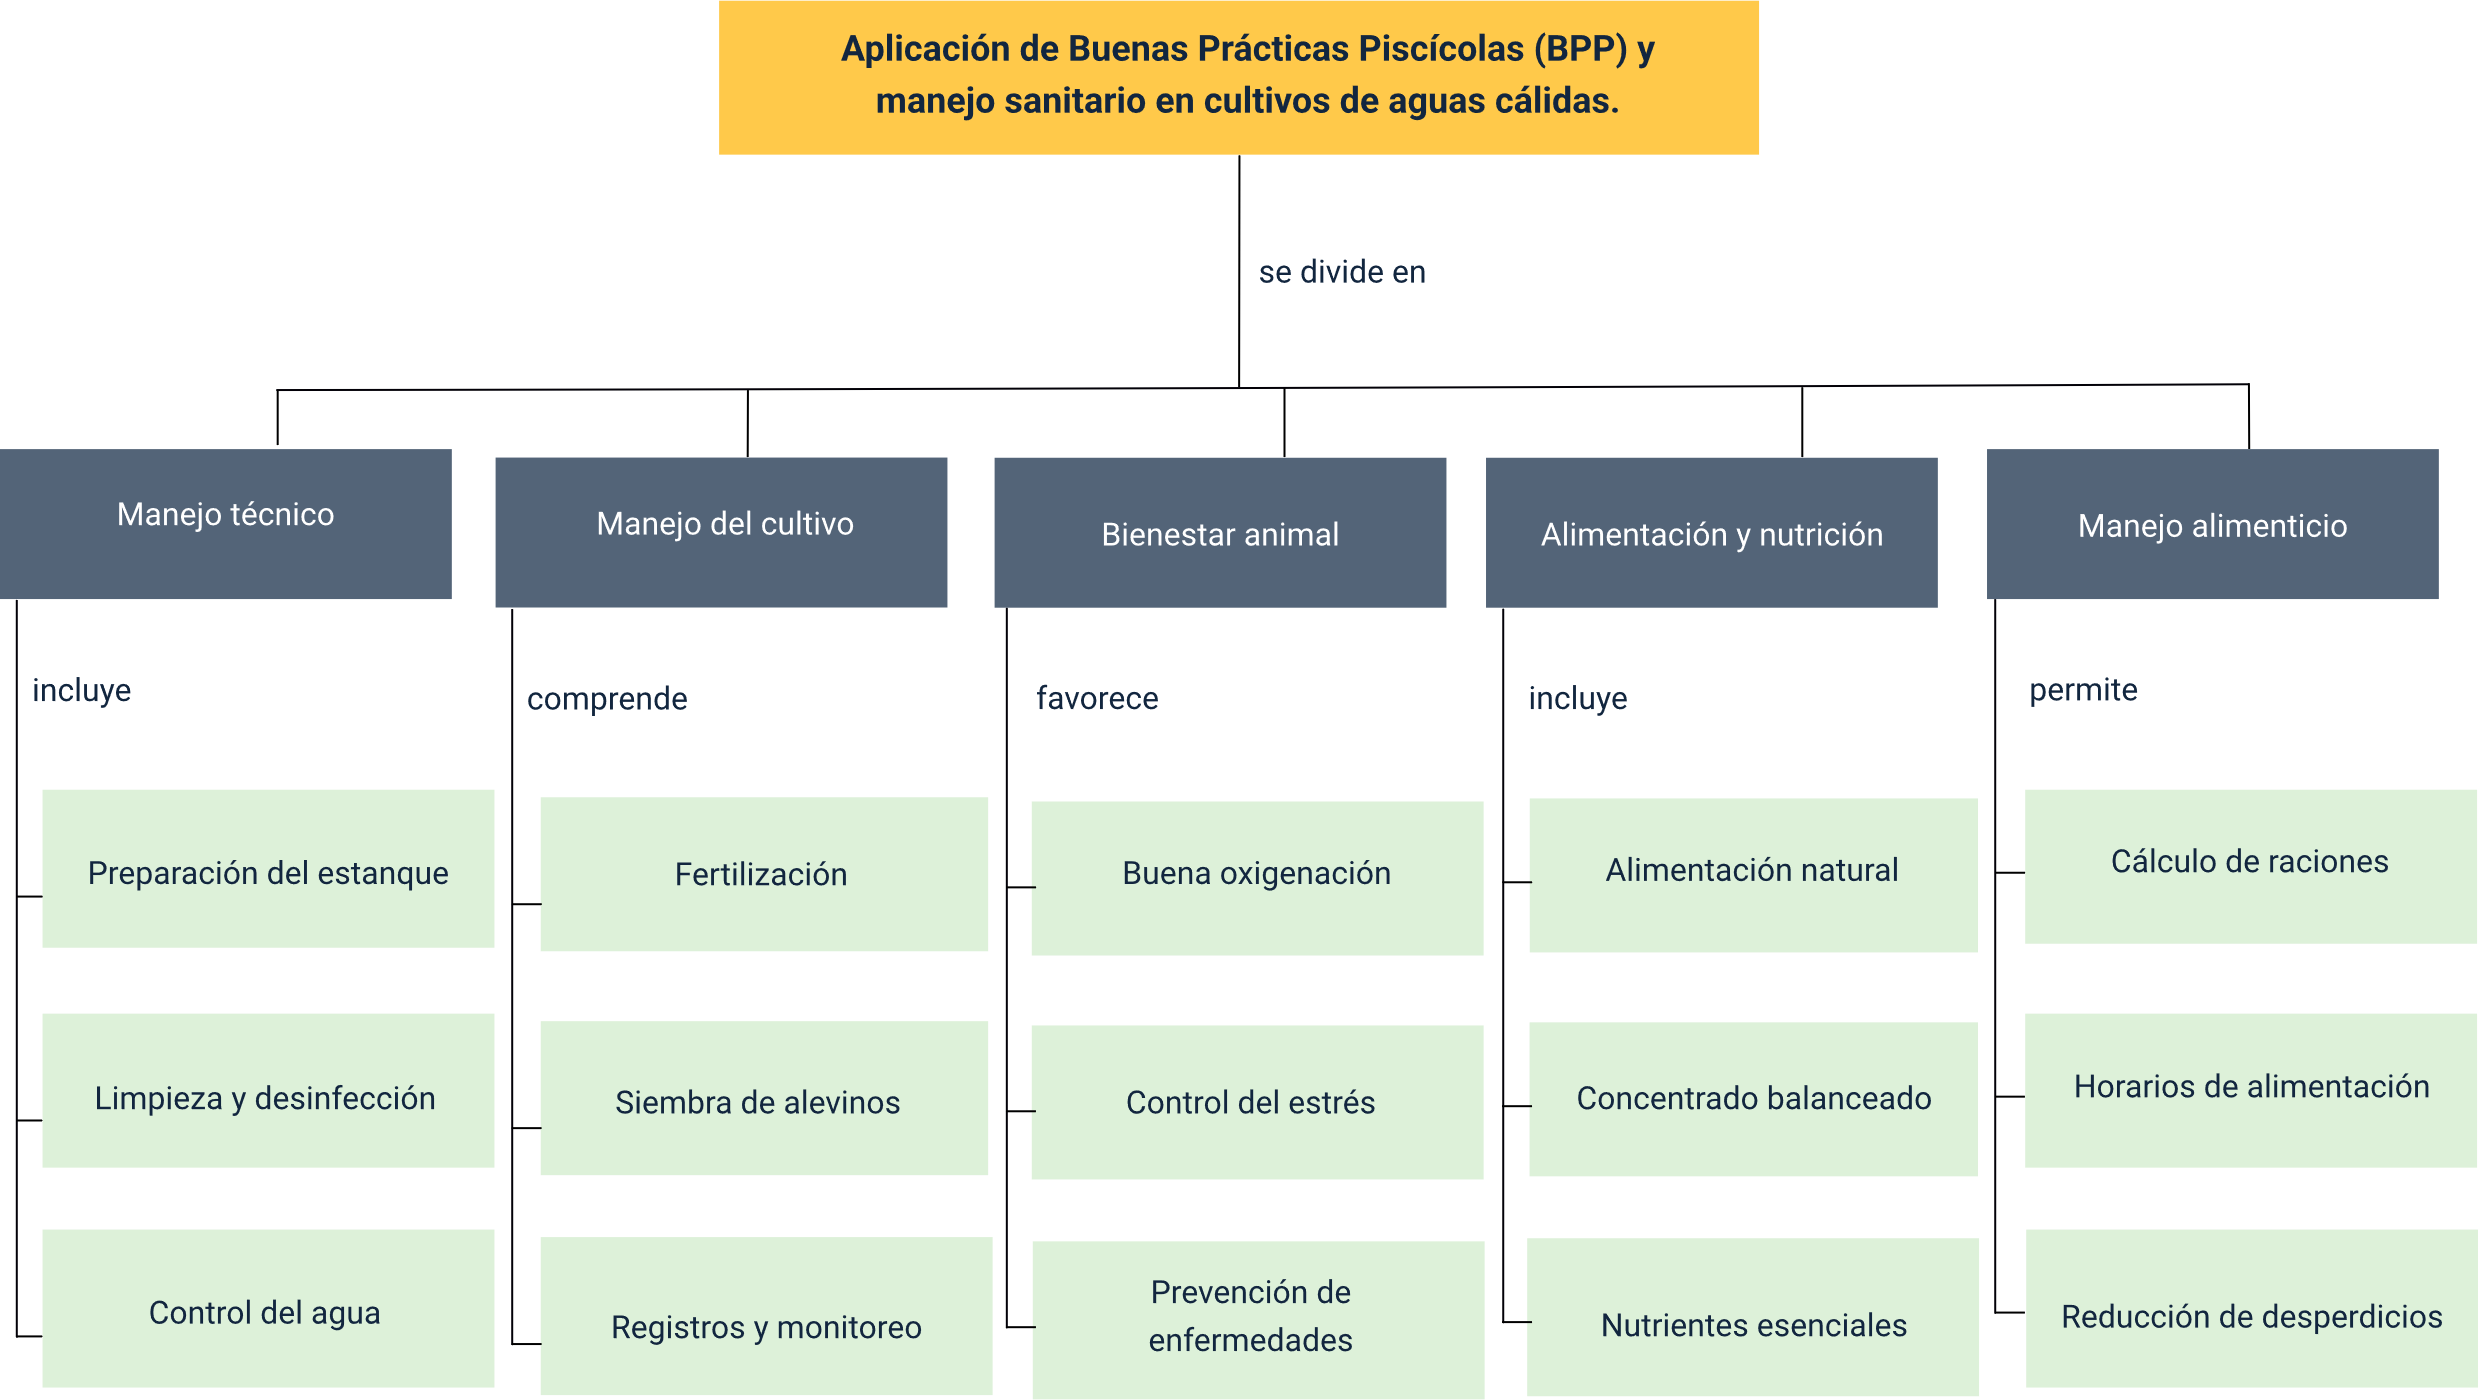 Aplicación de Buenas Prácticas Piscícolas (BPP) y
manejo sanitario en cultivos de aguas cálidas.
se divide en
Manejo técnico
Manejo del cultivo
Bienestar animal
Alimentación y nutrición
Manejo alimenticio
incluye
comprende
favorece
incluye
permite
Preparación del estanque
Fertilización
Buena oxigenación
Alimentación natural
Cálculo de raciones
Limpieza y desinfección
Siembra de alevinos
Control del estrés
Concentrado balanceado
Horarios de alimentación
Control del agua
Registros y monitoreo
Prevención de
enfermedades
Nutrientes esenciales
Reducción de desperdicios